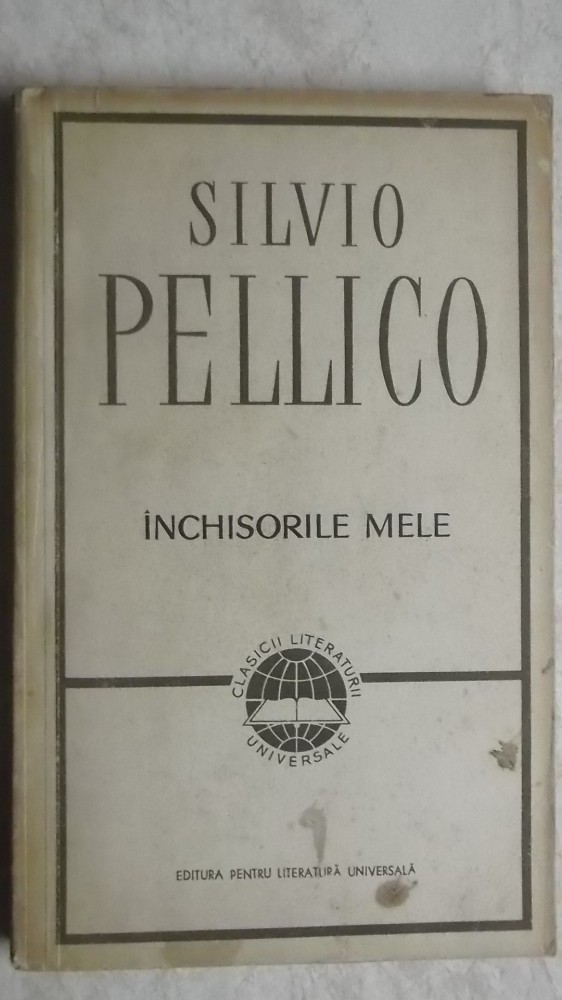 SILVIO
PELLICO
ÎNCHISORILE MELE
CLASICII LITERATURII
UNIVERSALE
EDITURA PENTRU LITERATURĂ UNIVERSALĂ